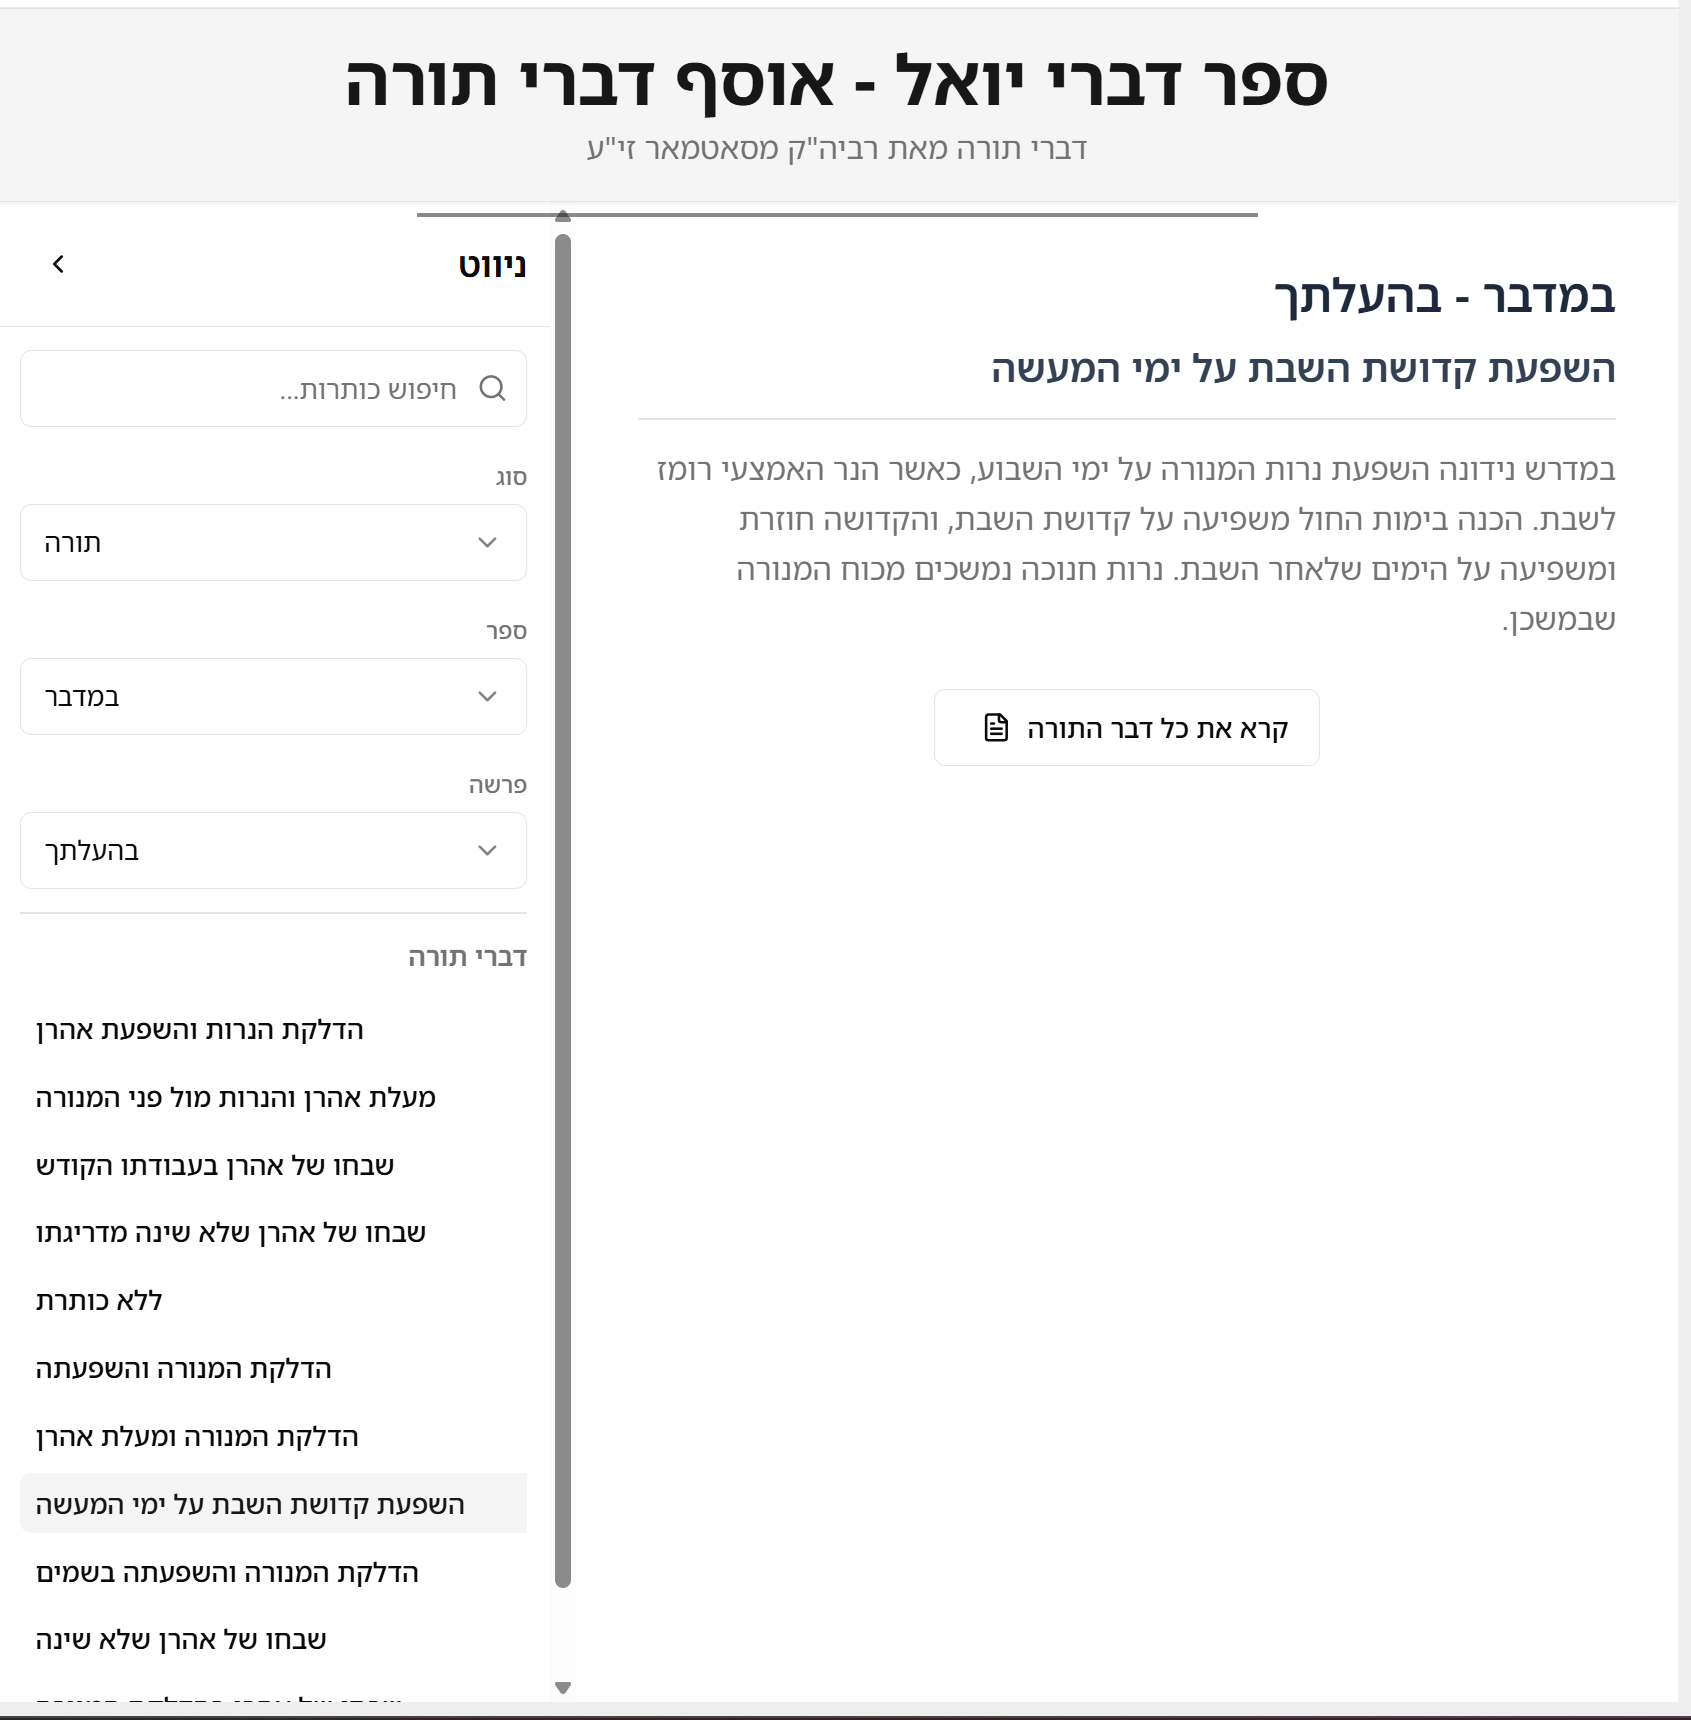 ספר דברי יואל - אוסף דברי תורה
דברי תורה מאת רביה"ק מסאטמאר זי"ע
במדבר - בהעלתך
השפעת קדושת השבת על ימי המעשה
במדרש נידונה השפעת נרות המנורה על ימי השבוע, כאשר הנר האמצעי רומז
לשבת. הכנה בימות החול משפיעה על קדושת השבת, והקדושה חוזרת
ומשפיעה על הימים שלאחר השבת. נרות חנוכה נמשכים מכוח המנורה
שבמשכן.
קרא את כל דבר התורה
ניווט
חיפוש כותרות...
סוג
תורה
ספר
במדבר
פרשה
בהעלתך
דברי תורה
הדלקת הנרות והשפעת אהרן
מעלת אהרן והנרות מול פני המנורה
שבחו של אהרן בעבודתו הקודש
שבחו של אהרן שלא שינה מדריגתו
ללא כותרת
הדלקת המנורה והשפעתה
הדלקת המנורה ומעלת אהרן
השפעת קדושת השבת על ימי המעשה
הדלקת המנורה והשפעתה בשמים
שבחו של אהרן שלא שינה